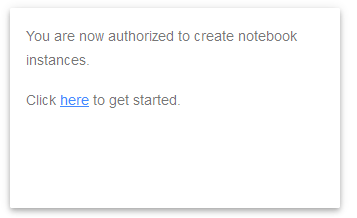 You are now authorized to create notebook
instances.
Click here to get started.